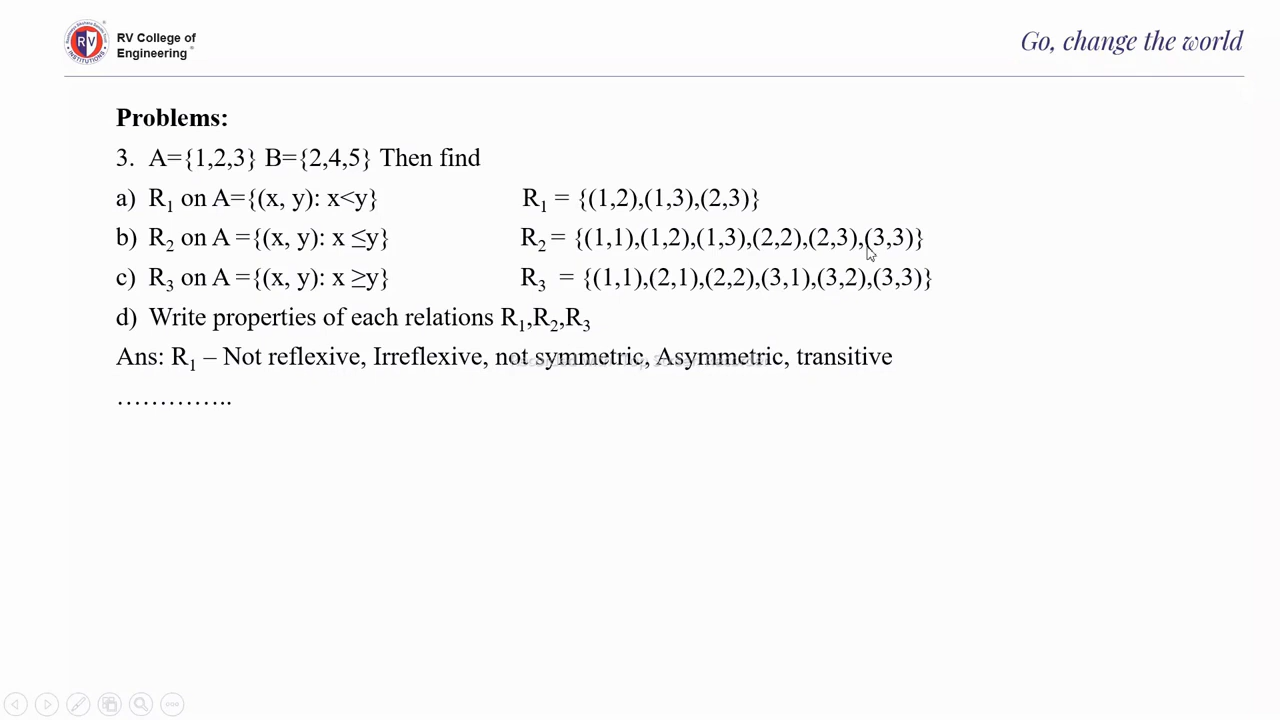 RV College of
Engineering
Go, change the world
Problems:
3. A={1,2,3} B={2,4,5} Then find
a) R₁ on A={(x, y): x<y} R₁ = {(1,2),(1,3),(2,3)}
b) R₂ on A ={(x, y): x ≤y} R₂ = {(1,1),(1,2),(1,3),(2,2),(2,3),(3,3)}
c) R₃ on A ={(x, y): x ≥y} R₃ = {(1,1),(2,1),(2,2),(3,1),(3,2),(3,3)}
d) Write properties of each relations R₁,R₂,R₃
Ans: R₁ – Not reflexive, Irreflexive, not symmetric, Asymmetric, transitive
…………..